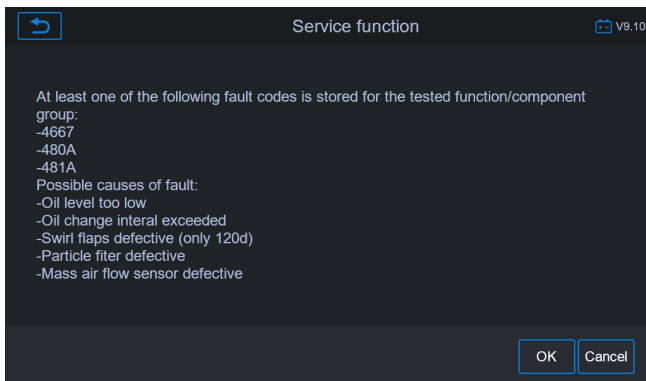 Service function
V9.10
At least one of the following fault codes is stored for the tested function/component
group:
-4667
-480A
-481A
Possible causes of fault:
-Oil level too low
-Oil change interal exceeded
-Swirl flaps defective (only 120d)
-Particle fiter defective
-Mass air flow sensor defective
OK
Cancel